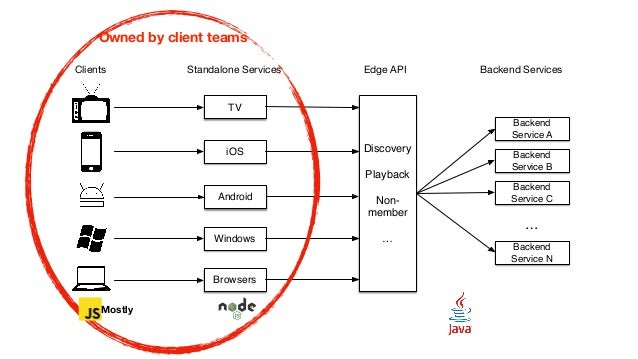 Owned by client teams
Clients
Standalone Services
Edge API
Backend Services
TV
iOS
Android
Windows
Browsers
Discovery
Playback
Non-
member
...
Backend
Service A
Backend
Service B
Backend
Service C
...
Backend
Service N
JS Mostly
node
JS
Java